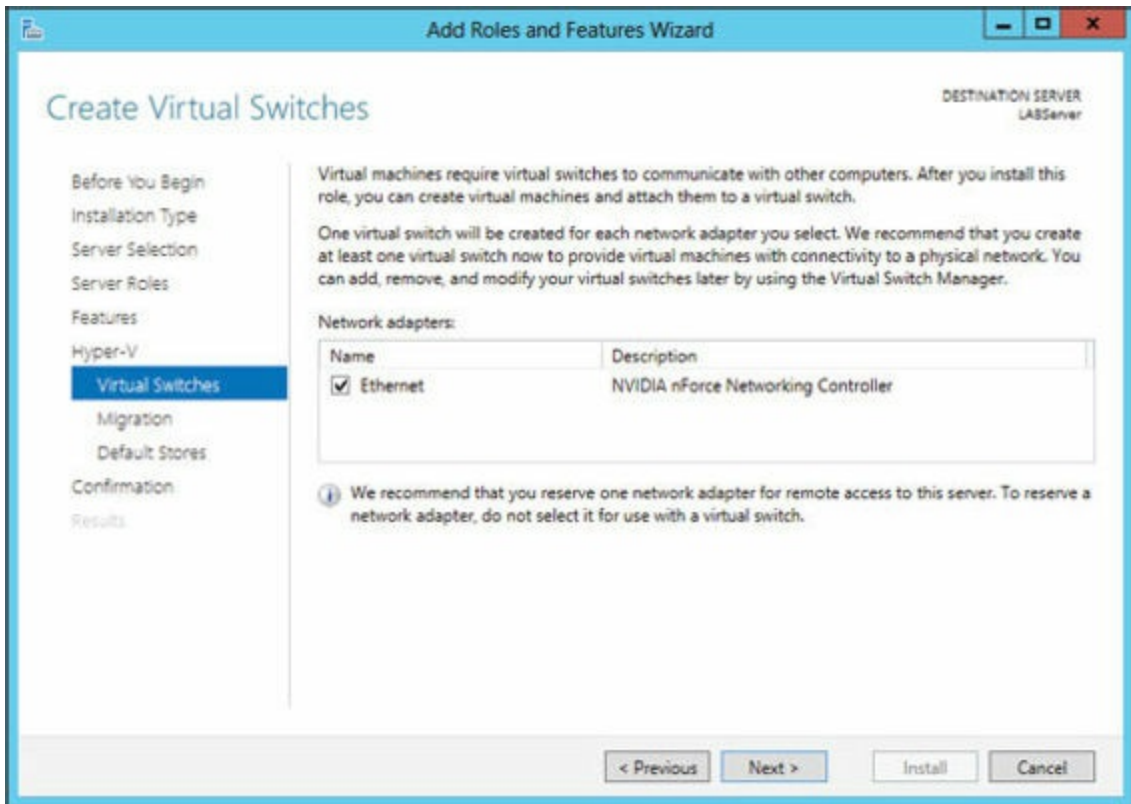 Add Roles and Features Wizard
Create Virtual Switches
DESTINATION SERVER
LABServer
Before You Begin
Installation Type
Server Selection
Server Roles
Features
Hyper-V
Virtual Switches
Migration
Default Stores
Confirmation
Results
Virtual machines require virtual switches to communicate with other computers. After you install this
role, you can create virtual machines and attach them to a virtual switch.
One virtual switch will be created for each network adapter you select. We recommend that you create
at least one virtual switch now to provide virtual machines with connectivity to a physical network. You
can add, remove, and modify your virtual switches later by using the Virtual Switch Manager.
Network adapters:
Name Description
Ethernet NVIDIA nForce Networking Controller
We recommend that you reserve one network adapter for remote access to this server. To reserve a
network adapter, do not select it for use with a virtual switch.
< Previous Next > Install Cancel